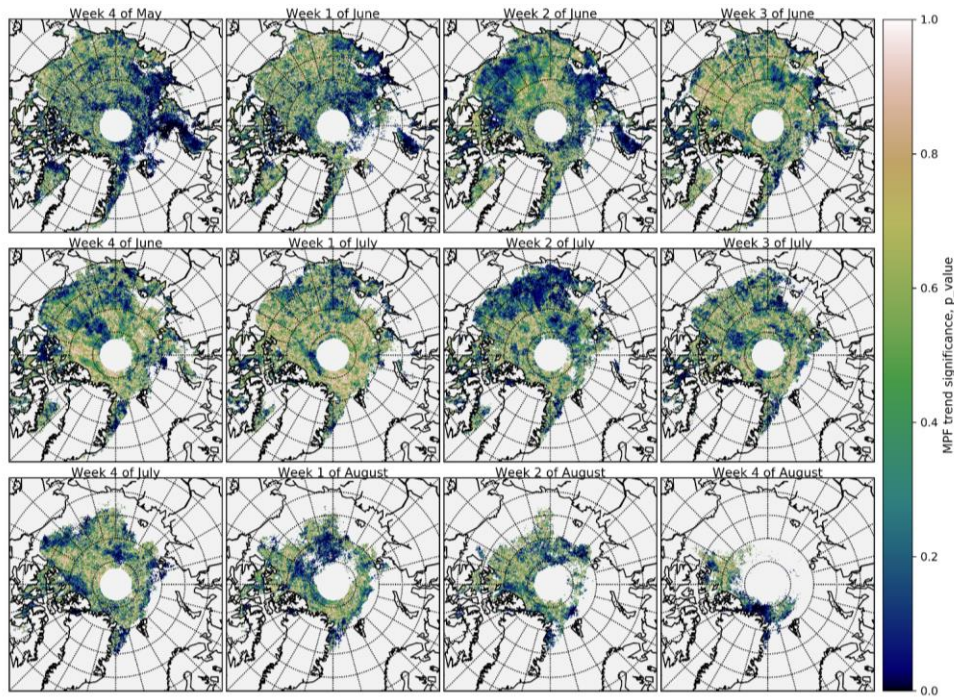 Week 4 of May
Week 1 of June
Week 2 of June
Week 3 of June
Week 4 of June
Week 1 of July
Week 2 of July
Week 3 of July
Week 4 of July
Week 1 of August
Week 2 of August
Week 4 of August
1.0
0.8
0.6
0.4
0.2
0.0
MPF trend significance, p_value